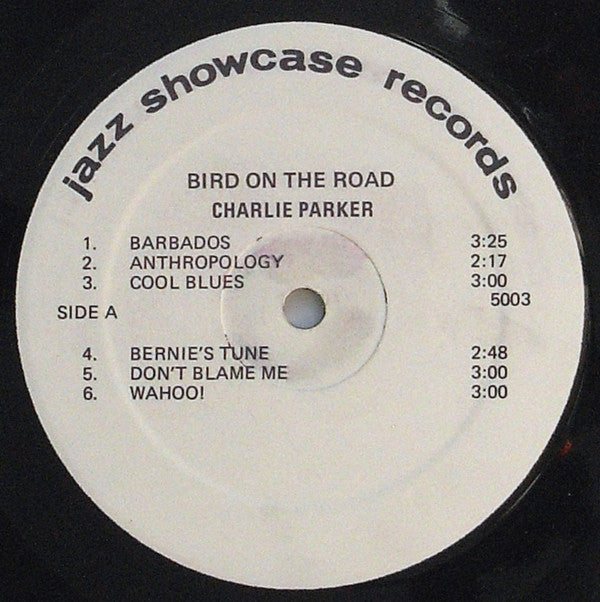 jazz showcase records
BIRD ON THE ROAD
CHARLIE PARKER
1. BARBADOS 3:25
2. ANTHROPOLOGY 2:17
3. COOL BLUES 3:00
5003
SIDE A
4. BERNIE'S TUNE 2:48
5. DON'T BLAME ME 3:00
6. WAHOO! 3:00